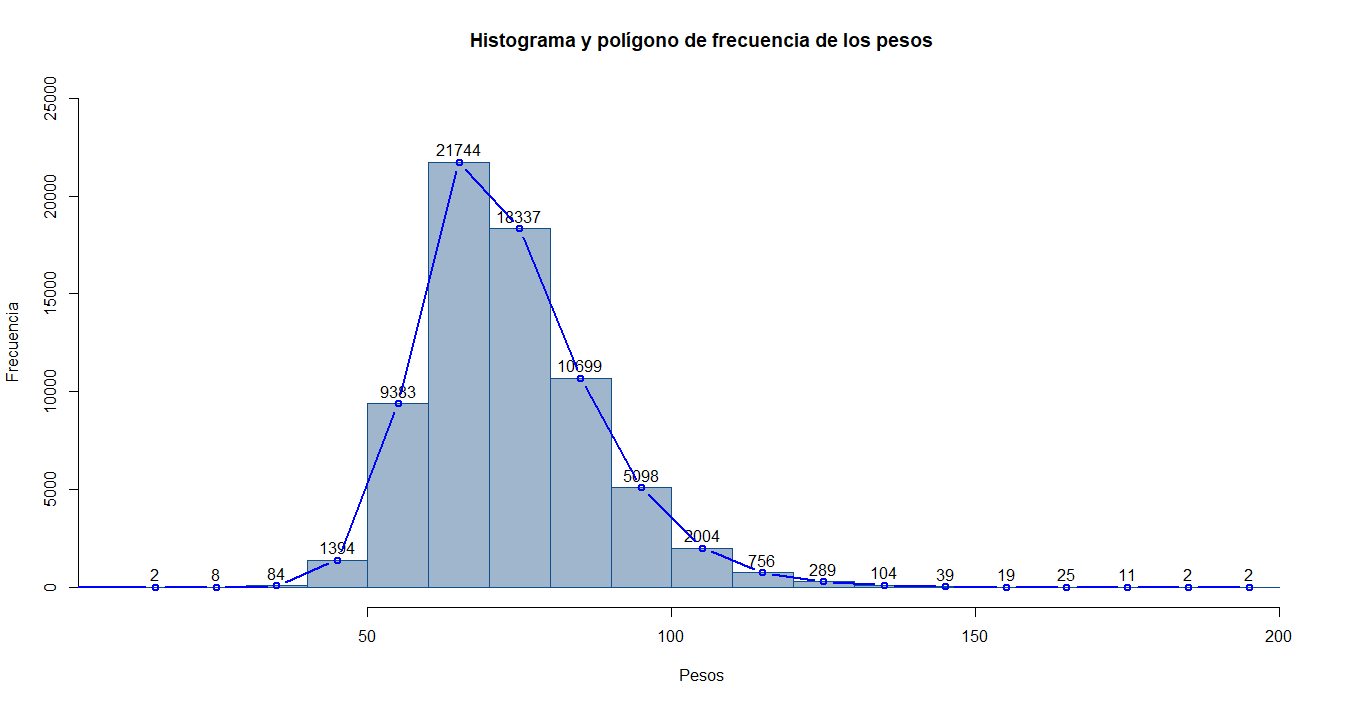 Histograma y polígono de frecuencia de los pesos
Frecuencia
25000
20000
15000
10000
5000
0
2 8 84 1394 9383 21744 18337 10699 5098 2004 756 289 104 39 19 25 11 2 2
50 100 150 200
Pesos